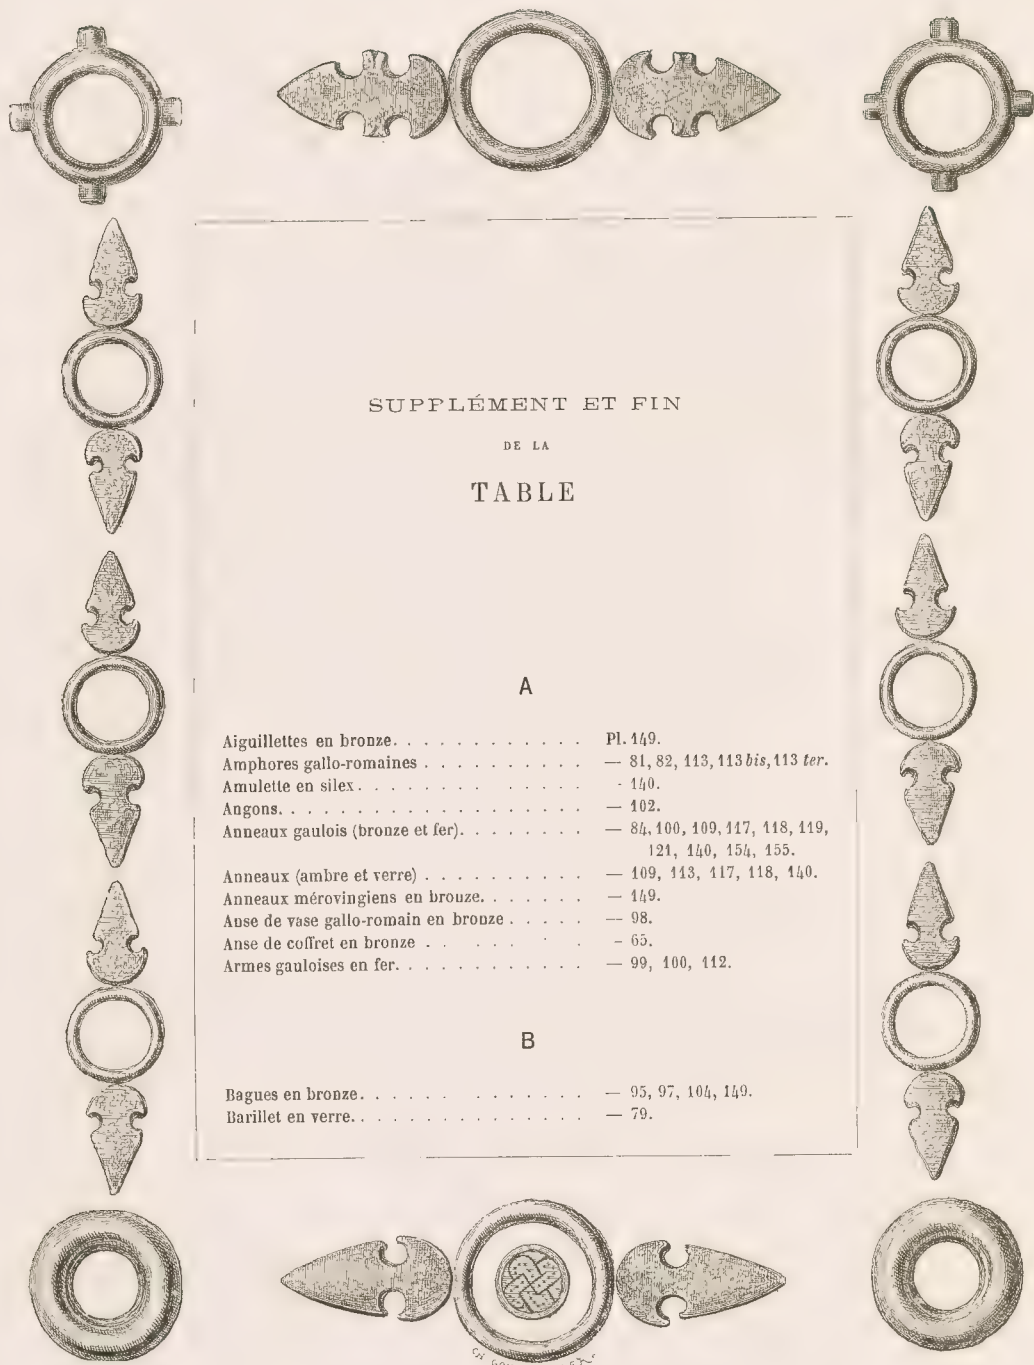 SUPPLÉMENT ET FIN
DE LA
TABLE
A
Aiguillettes en bronze. . . . . . . . . . . . Pl. 149.
Amphores gallo-romaines . . . . . . . . . . — 81, 82, 113, 113 bis, 113 ter.
Amulette en silex. . . . . . . . . . . . . - 140.
Angons. . . . . . . . . . . . . . . . . . — 102.
Anneaux gaulois (bronze et fer). . . . . . . . — 84, 100, 109, 117, 118, 119,
121, 140, 154, 155.
Anneaux (ambre et verre) . . . . . . . . . . — 109, 113, 117, 118, 140.
Anneaux mérovingiens en bronze. . . . . . . — 149.
Anse de vase gallo-romain en bronze . . . . . — 98.
Anse de coffret en bronze . . . . . . . - 65.
Armes gauloises en fer. . . . . . . . . . . . — 99, 100, 112.
B
Bagues en bronze. . . . . . . . . . . . . — 95, 97, 104, 149.
Barillet en verre. . . . . . . . . . . . . . — 79.